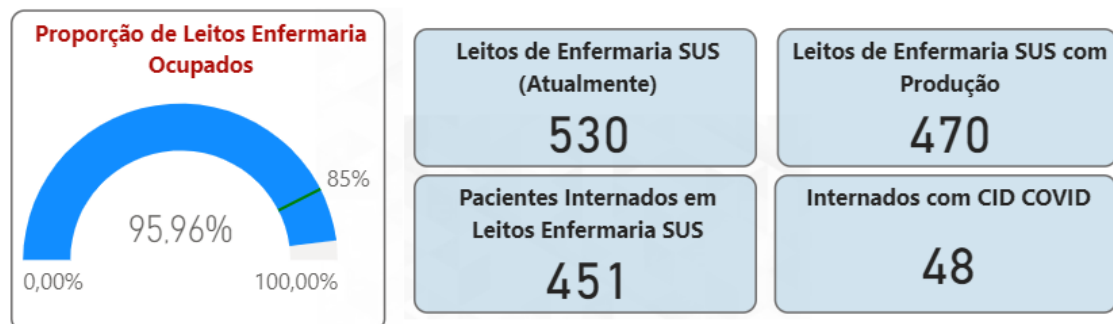 Proporção de Leitos Enfermaria
Ocupados
85%
95,96%
0,00%
100,00%
Leitos de Enfermaria SUS
(Atualmente)
530
Leitos de Enfermaria SUS com
Produção
470
Pacientes Internados em
Leitos Enfermaria SUS
451
Internados com CID COVID
48